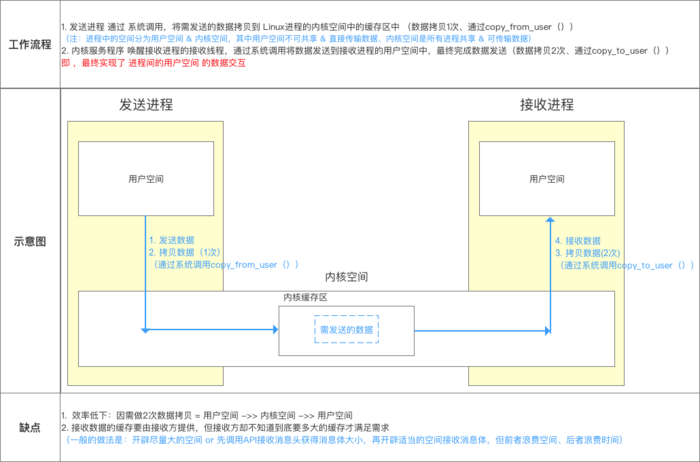 工作流程
1. 发送进程 通过 系统调用，将需发送的数据拷贝到 Linux进程的内核空间中的缓存区中 （数据拷贝1次、通过copy_from_user（））
（注：进程中的空间分为用户空间 & 内核空间，其中用户空间不可共享 & 直接传输数据、内核空间是所有进程共享 & 可传输数据）
2. 内核服务程序 唤醒接收进程的接收线程，通过系统调用将数据发送到接收进程的用户空间中，最终完成数据发送（数据拷贝2次、通过copy_to_user（））
即 ，最终实现了 进程间的用户空间 的数据交互
示意图
发送进程
接收进程
用户空间
用户空间
1. 发送数据
2. 拷贝数据（1次）
（通过系统调用copy_from_user（））
4. 接收数据
3. 拷贝数据(2次)
（通过系统调用copy_to_user（））
内核空间
内核缓存区
需发送的数据
缺点
1. 效率低下：因需做2次数据拷贝 = 用户空间 ->> 内核空间 ->> 用户空间
2. 接收数据的缓存要由接收方提供，但接收方却不知道到底要多大的缓存才满足需求
（一般的做法是：开辟尽量大的空间 or 先调用API接收消息头获得消息体大小，再开辟适当的空间接收消息体，但前者浪费空间、后者浪费时间）